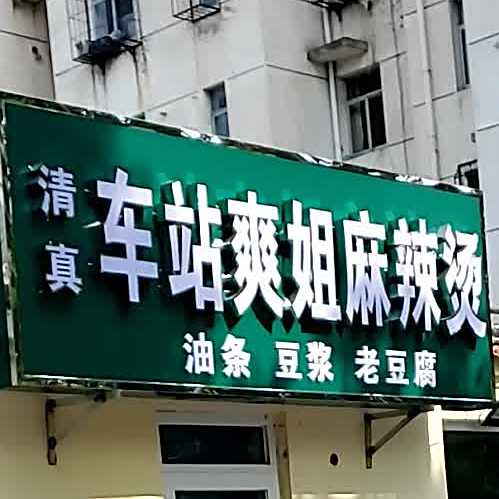 清真
车站爽姐麻辣烫
油条 豆浆 老豆腐